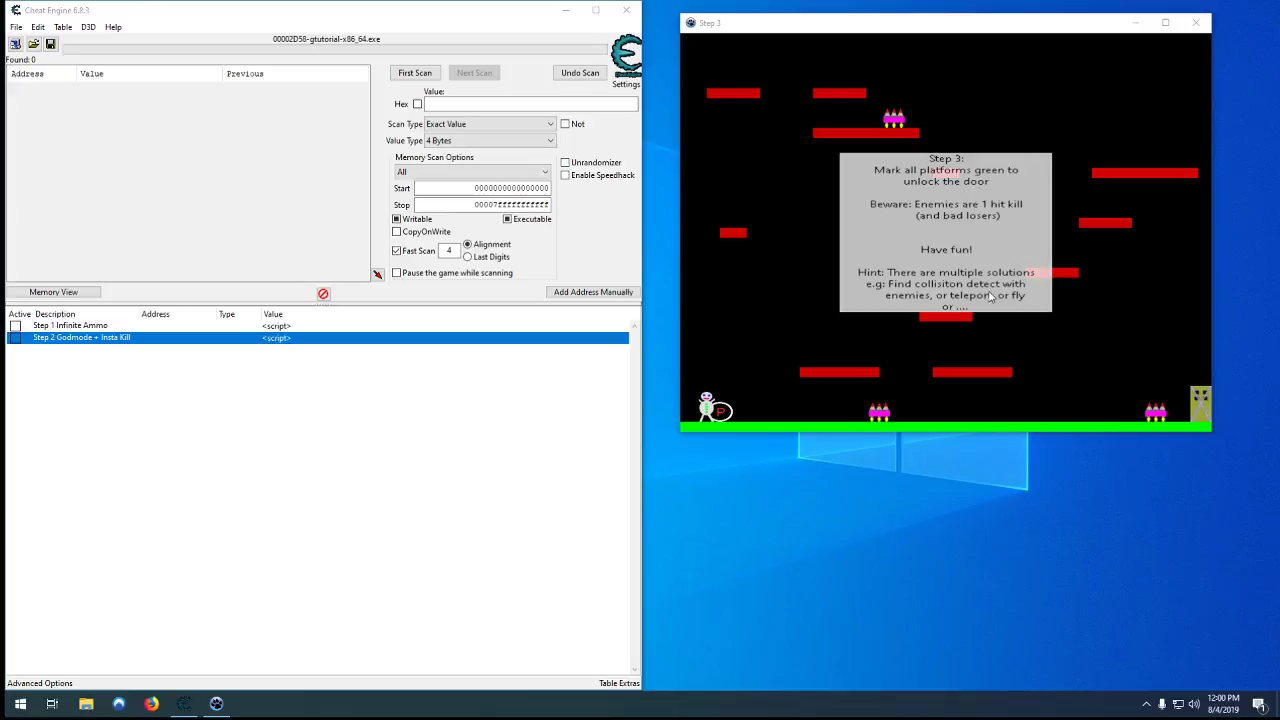 Cheat Engine 6.8.3
File Edit Table D3D Help
00002D58-gtutorial-x86_64.exe
Found: 0
Address Value Previous
First Scan Next Scan Undo Scan
Settings
Value:
Hex
Scan Type Exact Value Not
Value Type 4 Bytes
Memory Scan Options
All
Unrandomizer
Enable Speedhack
Start 0000000000000000
Stop 00007fffffffffff
Writable Executable
CopyOnWrite
Fast Scan 4 Alignment
Last Digits
Pause the game while scanning
Memory View Add Address Manually
Active Description Address Type Value
Step 1 Infinite Ammo <script>
Step 2 Godmode + Insta Kill <script>
Advanced Options Table Extras
Step 3
Step 3:
Mark all platforms green to
unlock the door
Beware: Enemies are 1 hit kill
(and bad losers)
Have fun!
Hint: There are multiple solutions
e.g: Find collisiton detect with
enemies, or teleport, or fly
or ....
P
12:00 PM
8/4/2019
1